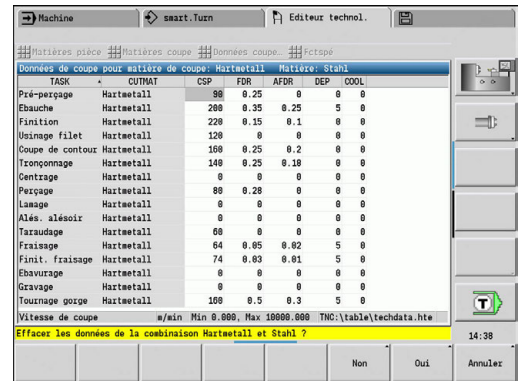 Machine
smart.Turn
Editeur technol.
Matières pièce Matières coupe Données coupe… Fctspé
Données de coupe pour matière de coupe: Hartmetall Matière: Stahl
TASK CUTMAT CSP FDR AFDR DEP COOL
Pré-perçage Hartmetall 90 0.25 0 0 0
Ebauche Hartmetall 200 0.35 0.25 5 0
Finition Hartmetall 220 0.15 0.1 0 0
Usinage filet Hartmetall 120 0 0 0 0
Coupe de contour Hartmetall 160 0.25 0.2 0 0
Tronçonnage Hartmetall 140 0.25 0.18 0 0
Centrage Hartmetall 0 0 0 0 0
Perçage Hartmetall 80 0.28 0 0 0
Lamage Hartmetall 0 0 0 0 0
Alés. alésoir Hartmetall 0 0 0 0 0
Taraudage Hartmetall 60 0 0 0 0
Fraisage Hartmetall 64 0.05 0.02 5 0
Finit. fraisage Hartmetall 74 0.03 0.01 5 0
Ebavurage Hartmetall 0 0 0 0 0
Gravage Hartmetall 0 0 0 0 0
Tournage gorge Hartmetall 160 0.5 0.3 5 0
Vitesse de coupe m/min Min 0.000, Max 10000.000 TNC:\table\techdata.hte
Effacer les données de la combinaison Hartmetall et Stahl ?
T
14:38
Non Oui Annuler